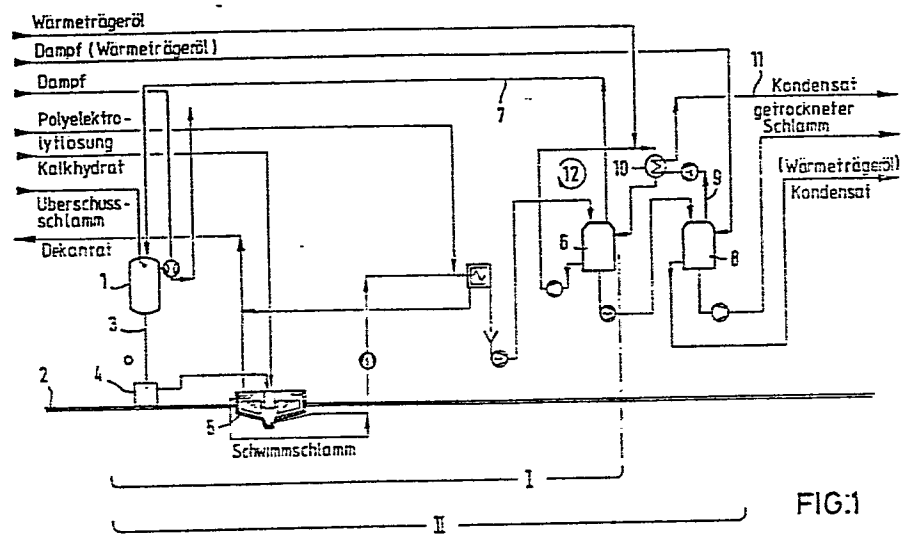 Wärmeträgeröl
Dampf (Wärmeträgeröl)
Dampf
Polyelektro-
lytlösung
Kalkhydrat
Überschuss-
schlamm
Dekantat
11
Kondensat
getrockneter
Schlamm
(Wärmeträgeröl)
Kondensat
7
10
12
9
6
8
1
3
4
2
5
Schwimmschlamm
I
II
FIG.1